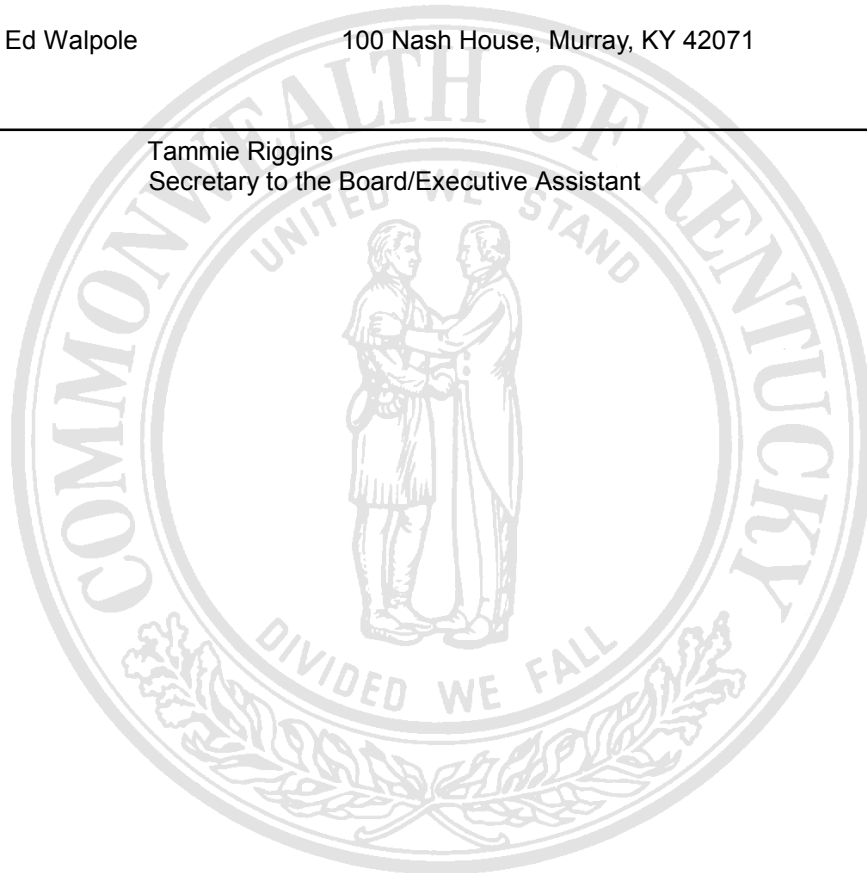 Ed Walpole 100 Nash House, Murray, KY 42071
Tammie Riggins
Secretary to the Board/Executive Assistant
COMMONWEALTH OF KENTUCKY
UNITED WE STAND
DIVIDED WE FALL